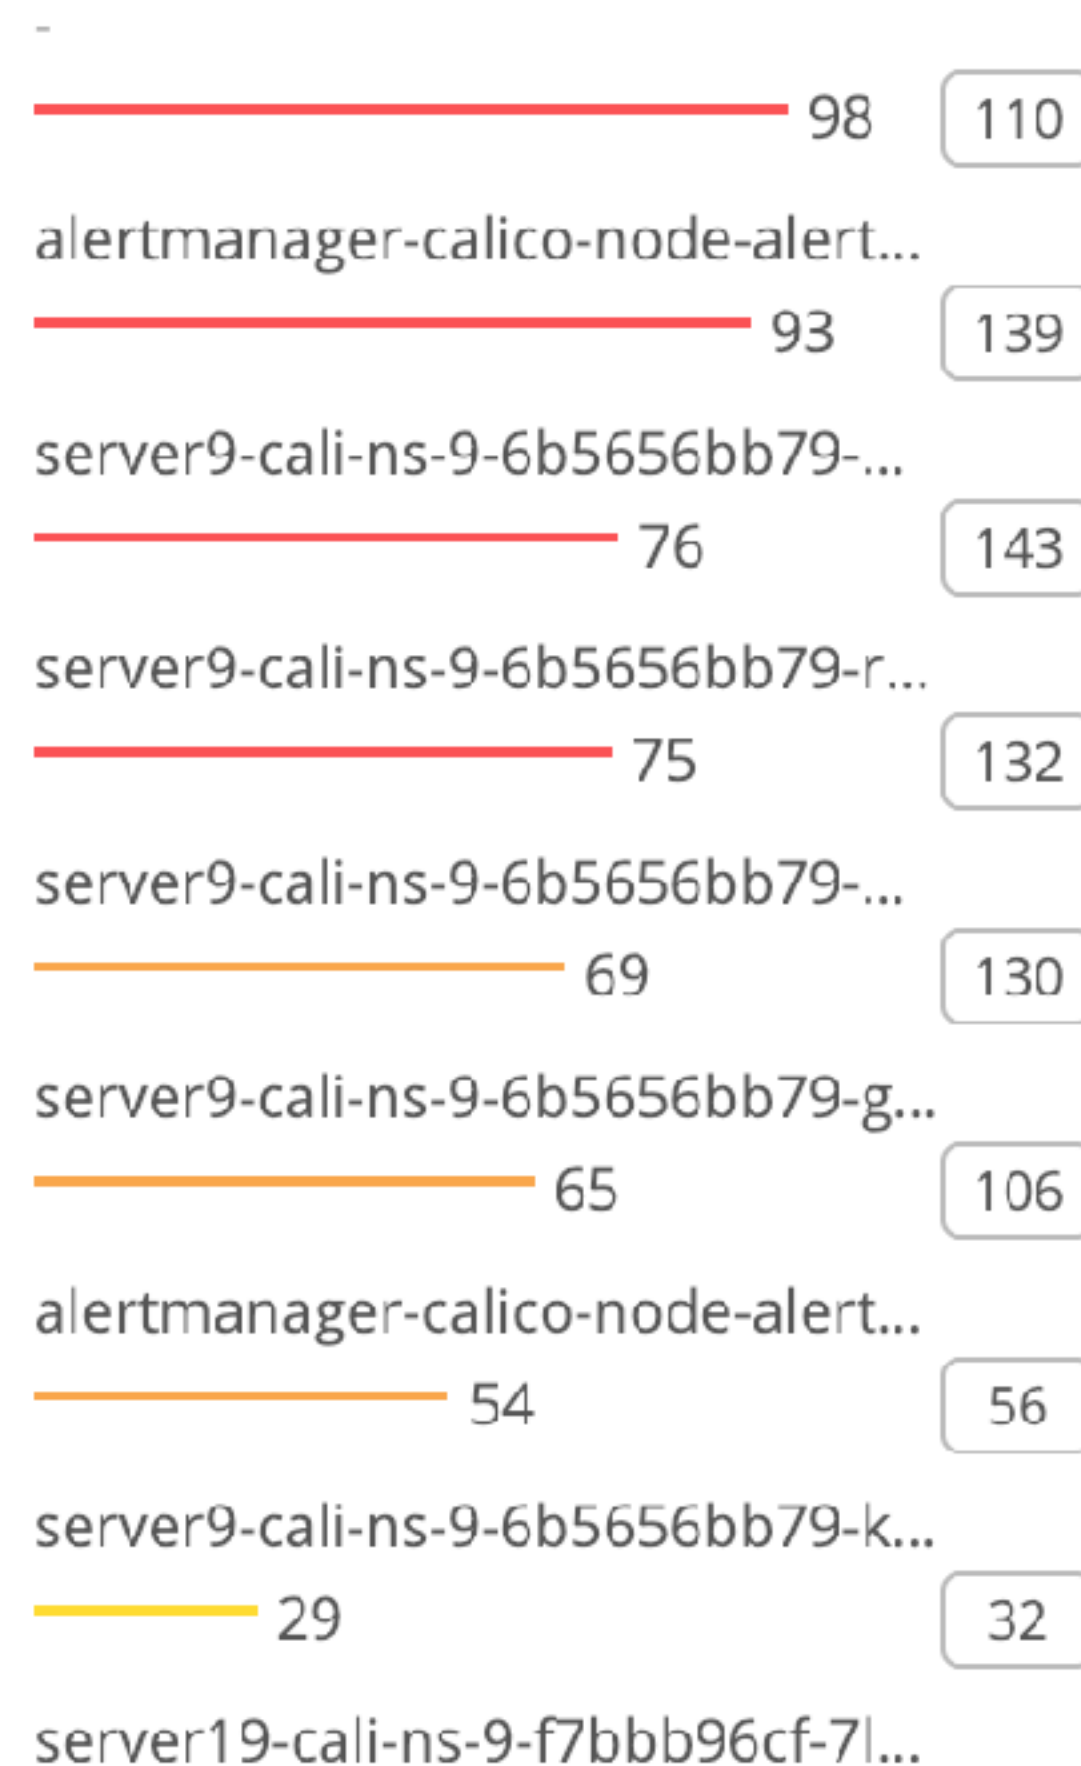 -
98 110
alertmanager-calico-node-alert...
93 139
server9-cali-ns-9-6b5656bb79-...
76 143
server9-cali-ns-9-6b5656bb79-r...
75 132
server9-cali-ns-9-6b5656bb79-...
69 130
server9-cali-ns-9-6b5656bb79-g...
65 106
alertmanager-calico-node-alert...
54 56
server9-cali-ns-9-6b5656bb79-k...
29 32
server19-cali-ns-9-f7bbb96cf-7l...